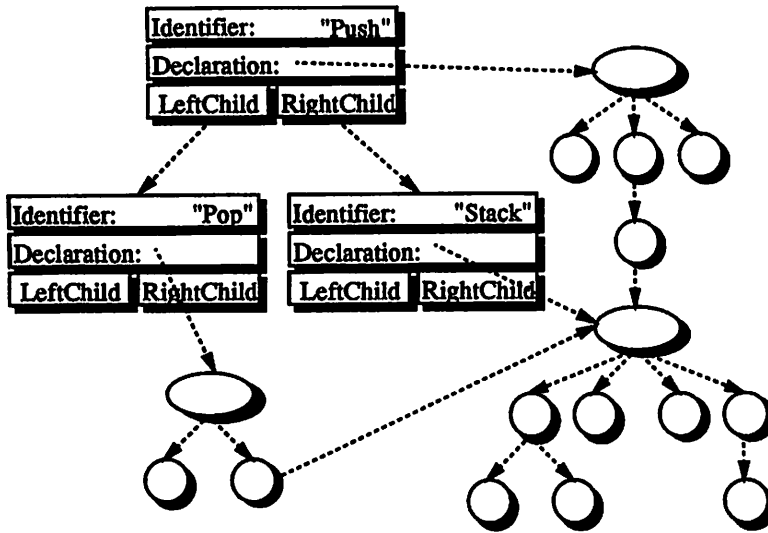 Identifier: "Push"
Declaration:
LeftChild RightChild
Identifier: "Pop"
Declaration:
LeftChild RightChild
Identifier: "Stack"
Declaration:
LeftChild RightChild